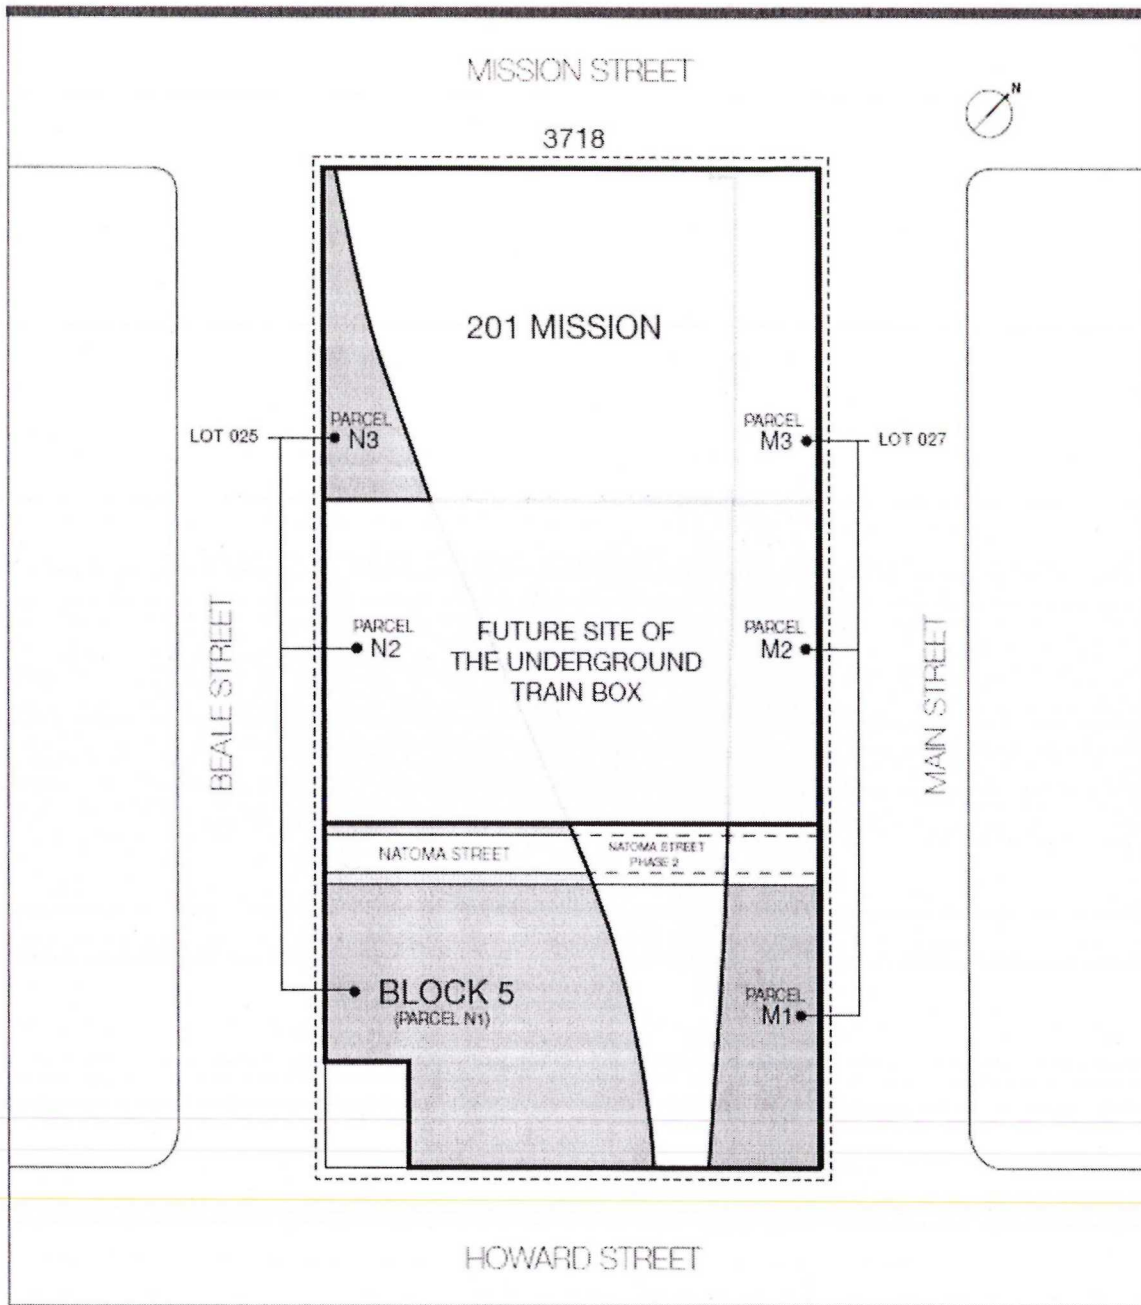 MISSION STREET
N
3718
201 MISSION
PARCEL
N3
LOT 025
PARCEL
M3
LOT 027
PARCEL
N2
FUTURE SITE OF
THE UNDERGROUND
TRAIN BOX
PARCEL
M2
BEALE STREET
MAIN STREET
NATOMA STREET
NATOMA STREET
PHASE 2
BLOCK 5
(PARCEL N1)
PARCEL
M1
HOWARD STREET